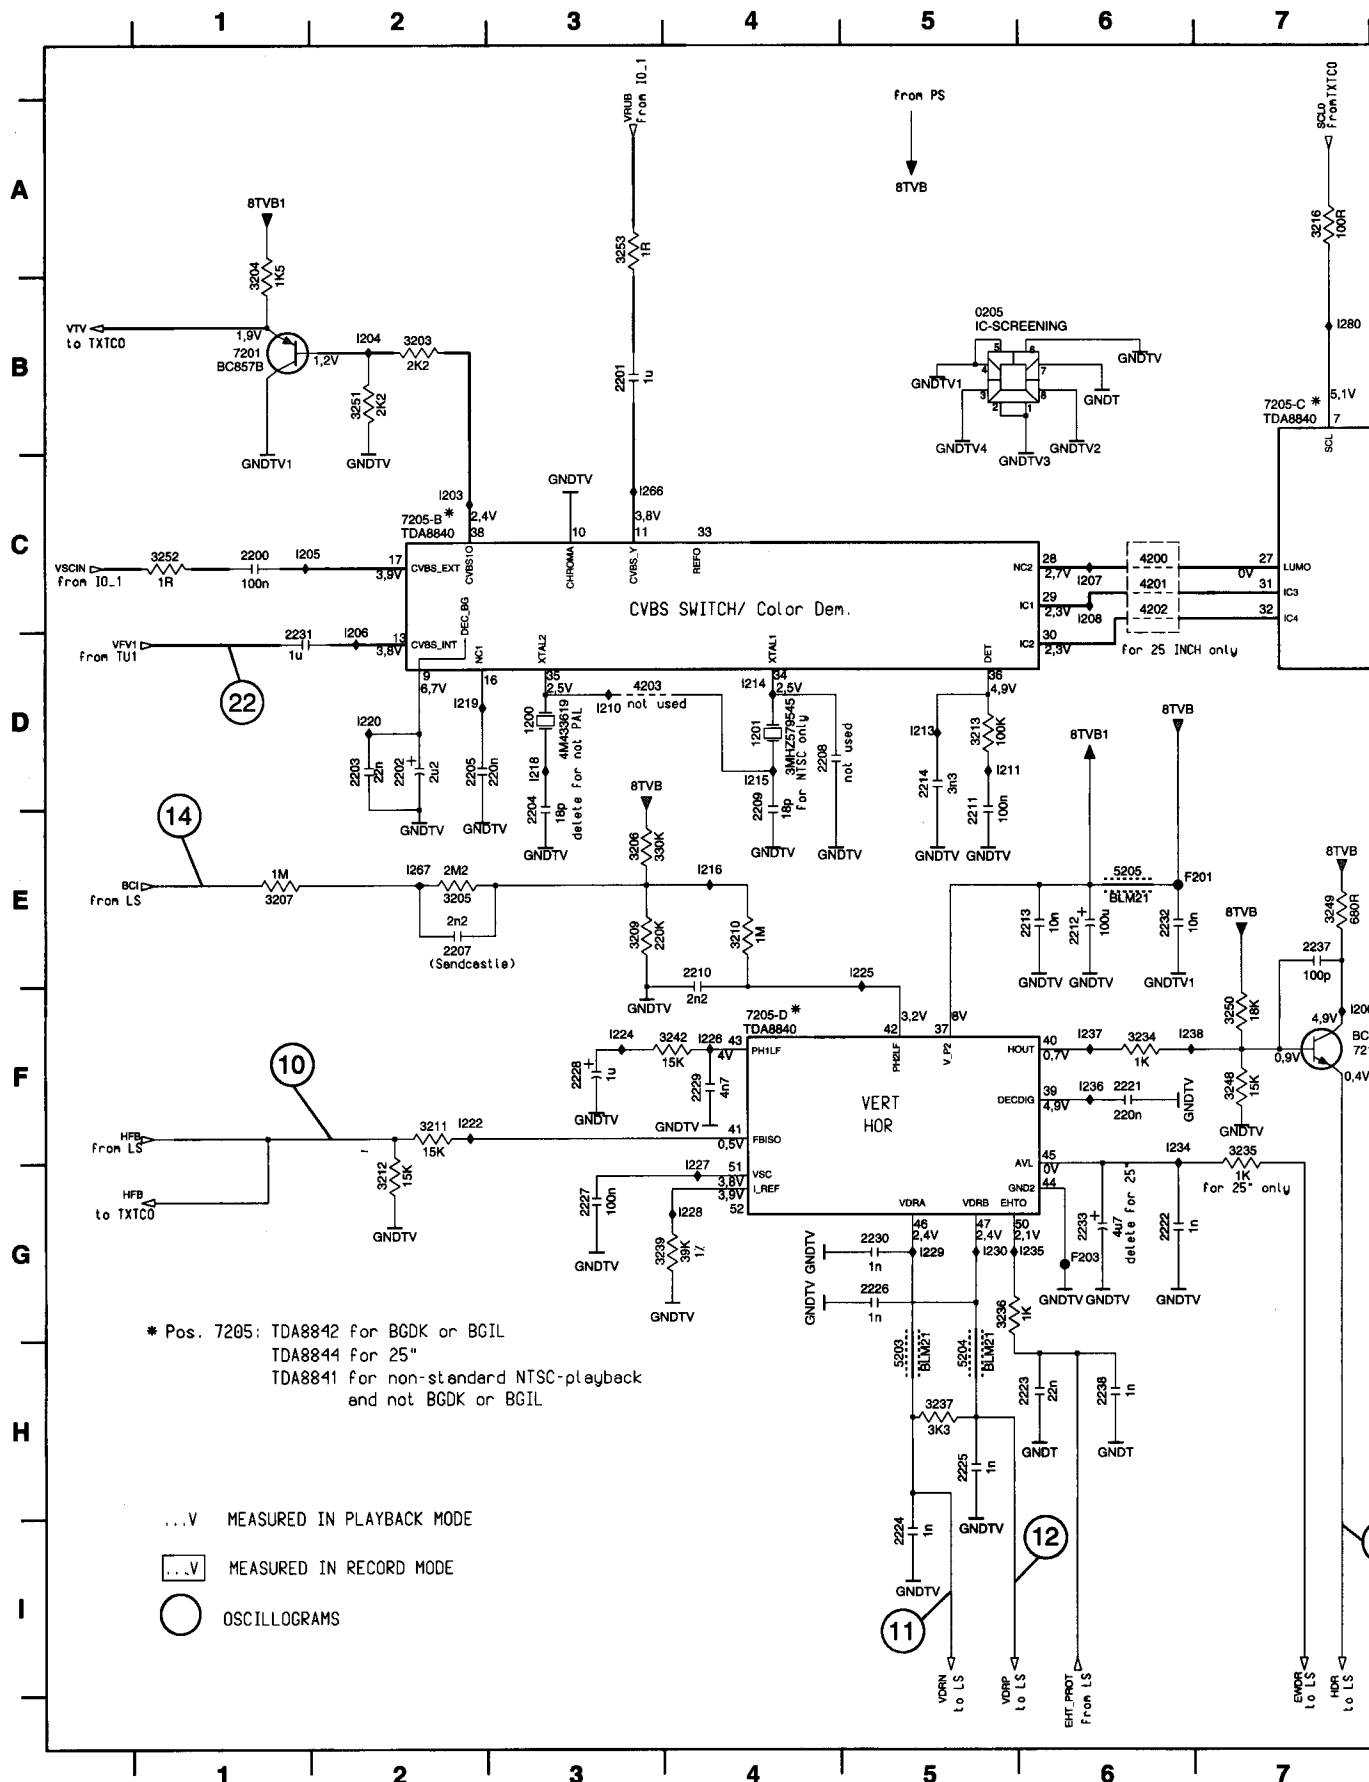 1 2 3 4 5 6 7
A
B
C
D
E
F
G
H
I
VRUB
from IO_1
from PS
8TVB
SCL0
from TXTCO
8TVB1
3204
1K5
3253
1R
3216
100R
VTV
to TXTCO
1,9V
7201
BC857B
1,2V
I204
3203
2K2
3251
2K2
GNDTV1
GNDTV
2201
1u
0205
IC-SCREENING
5
6
4
7
3
8
2
1
GNDTV
GNDTV1
GNDT
GNDTV4
GNDTV3
GNDTV2
I280
5,1V
7205-C *
TDA8840
7
SCL
I203
7205-B *
TDA8840
2,4V
38
GNDTV
10
I266
3,8V
11
33
VSCIN
from IO_1
3252
1R
2200
100n
I205
17
3,9V
CVBS_EXT
CVBS1O
CHROMA
CVBS_Y
REFO
CVBS SWITCH/ Color Dem.
NC2
28
2,7V
I207
4200
27
0V
LUMO
IC1
29
2,3V
I208
4201
31
IC3
IC2
30
2,3V
4202
32
IC4
for 25 INCH only
VFV1
from TU1
2231
1u
I206
13
3,8V
CVBS_INT
DEC_BG
NC1
XTAL2
XTAL1
DET
22
9
6,7V
16
35
2,5V
34
2,5V
36
4,9V
I220
2203
22n
2202
2u2
I219
2205
220n
1200
4M433619
delete for not PAL
I218
2204
18p
I210
4203
not used
I214
1201
3MHZ579545
for NTSC only
I215
2209
18p
2208
not used
I213
2214
3n3
3213
100K
I211
2211
100n
8TVB1
8TVB
GNDTV
GNDTV
GNDTV
GNDTV
GNDTV
GNDTV
GNDTV
14
BCI
from LS
1M
3207
I267
2M2
3205
2n2
2207
(Sandcastle)
8TVB
3206
330K
I216
3209
220K
3210
1M
2210
2n2
GNDTV
I225
5205
BLM21
F201
2213
10n
2212
100u
2232
10n
GNDTV
GNDTV
GNDTV1
8TVB
8TVB
3249
680R
2237
100p
3250
18K
7205-D *
TDA8840
42
3,2V
37
8V
10
I224
3242
15K
I226
43
4V
2228
1u
2229
4n7
GNDTV
GNDTV
PH1LF
PH2LF
V_P2
HOUT
VERT
HOR
DECDIG
40
0,7V
I237
3234
1K
I238
39
4,9V
I236
2221
220n
GNDTV
0,9V
4,9V
0,4V
3248
15K
GNDTV
HFB
from LS
HFB
to TXTCO
3211
15K
I222
3212
15K
GNDTV
41
0,5V
FBISO
I227
51
3,8V
VSC
3,9V
52
I_REF
2227
100n
I228
3239
39K
1%
GNDTV
GNDTV
AVL
45
0V
GND2
44
I234
3235
1K
for 25" only
2233
4u7
delete for 25"
2222
1n
F203
GNDTV
GNDTV
GNDTV
VDRA
VDRB
EHTO
46
2,4V
I229
47
2,4V
I230
50
2,1V
I235
2230
1n
GNDTV
2226
1n
GNDTV
3236
1K
5203
BLM21
5204
BLM21
2223
22n
2238
1n
GNDT
GNDT
3237
3K3
2225
1n
GNDTV
2224
1n
GNDTV
* Pos. 7205: TDA8842 for BGDK or BGIL
TDA8844 for 25"
TDA8841 for non-standard NTSC-playback
and not BGDK or BGIL
...V MEASURED IN PLAYBACK MODE
...V MEASURED IN RECORD MODE
OSCILLOGRAMS
11
12
VDRN
to LS
VDRP
to LS
EHT_PROT
from LS
EWDR
to LS
HDR
to LS
1 2 3 4 5 6 7